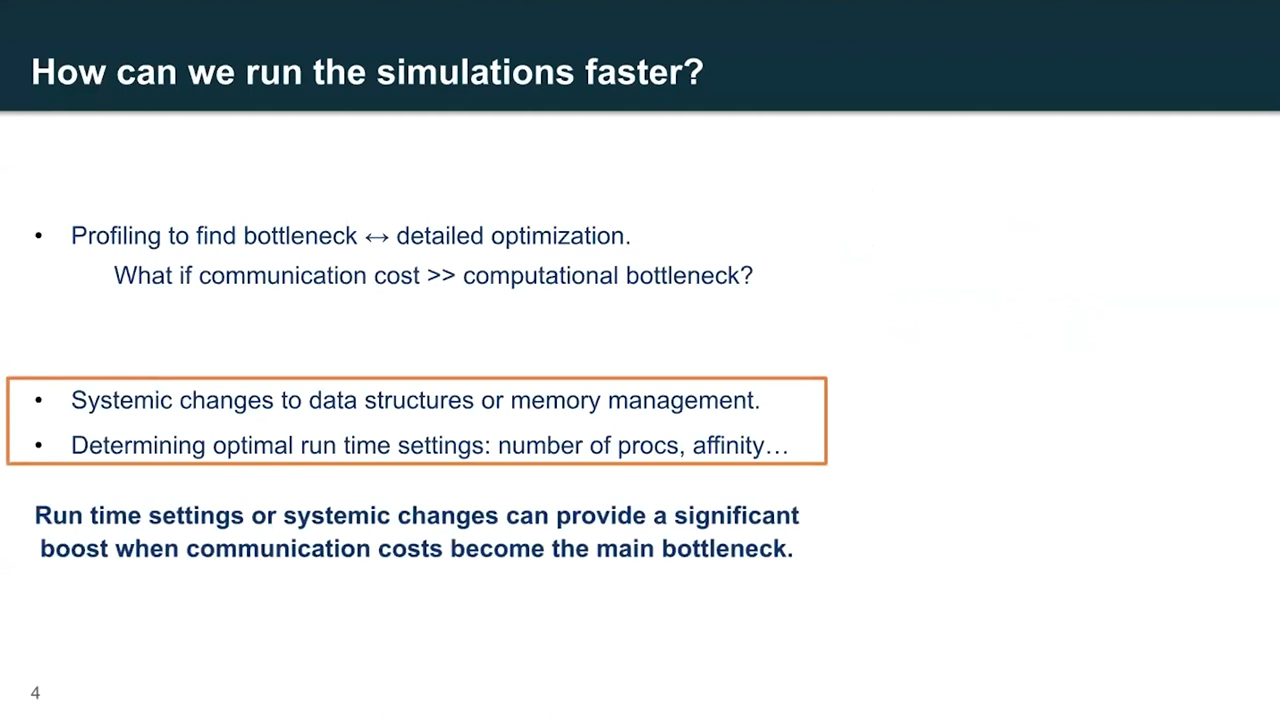 How can we run the simulations faster?
• Profiling to find bottleneck ↔ detailed optimization.
What if communication cost >> computational bottleneck?
• Systemic changes to data structures or memory management.
• Determining optimal run time settings: number of procs, affinity…
Run time settings or systemic changes can provide a significant
boost when communication costs become the main bottleneck.
4